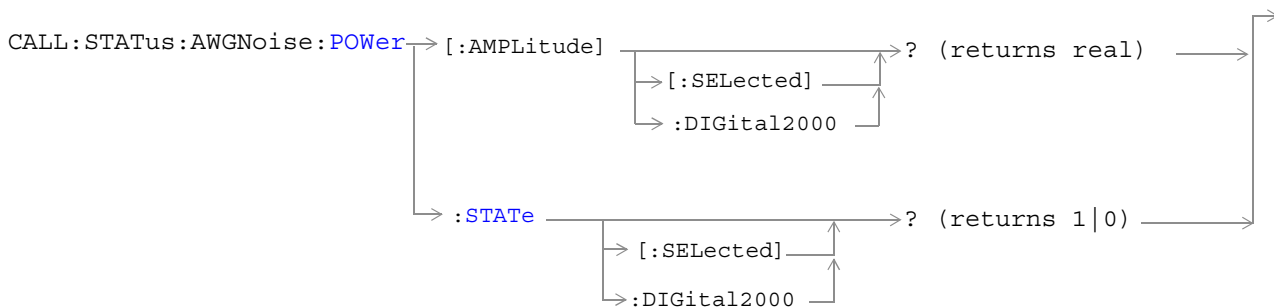 CALL:STATus:AWGNoise:POWer [:AMPLitude] ? (returns real)
[:SELected]
:DIGital2000
:STATe ? (returns 1|0)
[:SELected]
:DIGital2000